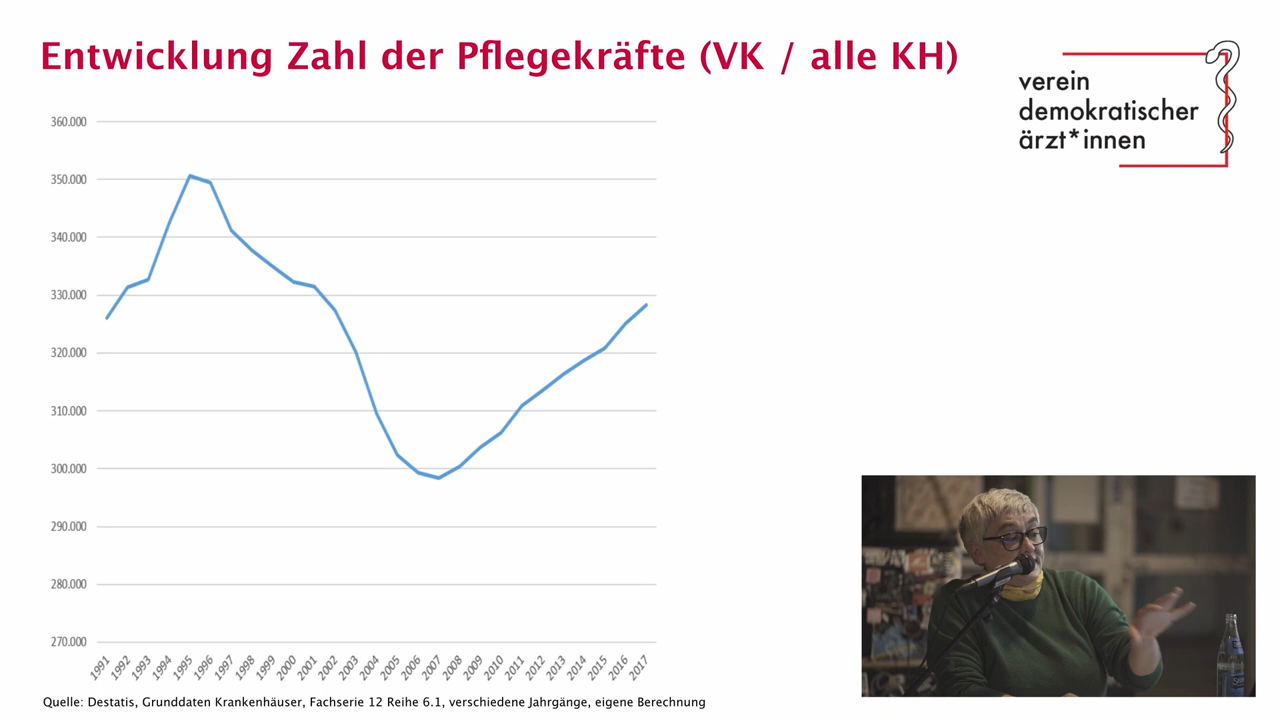 Entwicklung Zahl der Pflegekräfte (VK / alle KH)
verein
demokratischer
ärzt*innen
360.000
350.000
340.000
330.000
320.000
310.000
300.000
290.000
280.000
270.000
1991 1992 1993 1994 1995 1996 1997 1998 1999 2000 2001 2002 2003 2004 2005 2006 2007 2008 2009 2010 2011 2012 2013 2014 2015 2016 2017
Quelle: Destatis, Grunddaten Krankenhäuser, Fachserie 12 Reihe 6.1, verschiedene Jahrgänge, eigene Berechnung